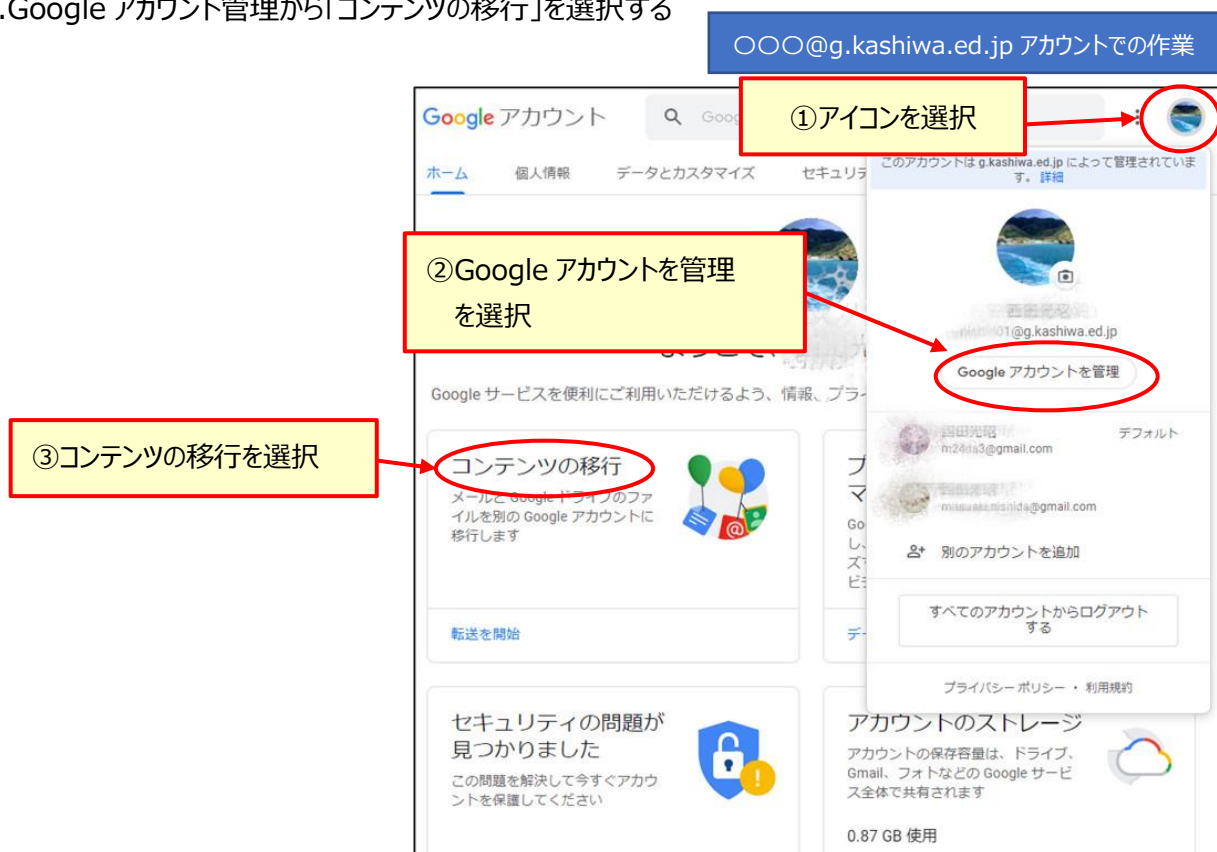 .Google アカウント管理から「コンテンツの移行」を選択する
〇〇〇@g.kashiwa.ed.jp アカウントでの作業
Google アカウント
①アイコンを選択
このアカウントは g.kashiwa.ed.jp によって管理されていま
す。 詳細
ホーム 個人情報 データとカスタマイズ セキュリテ
②Google アカウントを管理
を選択
@g.kashiwa.ed.jp
Google アカウントを管理
Google サービスを便利にご利用いただけるよう、情報、プライ
デフォルト
@gmail.com
@gmail.com
別のアカウントを追加
すべてのアカウントからログアウト
する
プライバシー ポリシー ・ 利用規約
③コンテンツの移行を選択
コンテンツの移行
メールと Google ドライブのファ
イルを別の Google アカウントに
移行します
転送を開始
セキュリティの問題が
見つかりました
この問題を解決して今すぐアカウ
ントを保護してください
アカウントのストレージ
アカウントの保存容量は、ドライブ、
Gmail、フォトなどの Google サービ
ス全体で共有されます
0.87 GB 使用